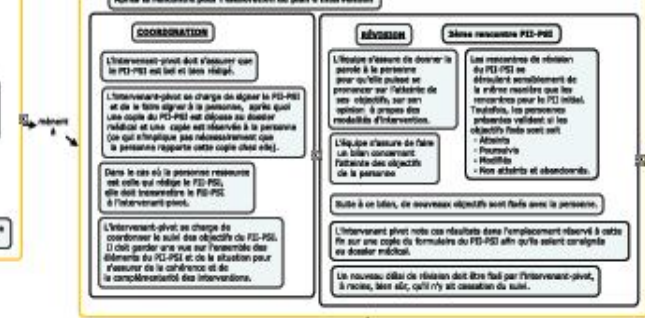 Après la rencontre pour l'élaboration du plan d'intervention
COORDINATION
L'intervenant-pivot doit s'assurer que
le PII-PSI est bel et bien rédigé.
L'intervenant-pivot se charge de signer le PII-PSI
et de le faire signer à la personne, après quoi
une copie du PII-PSI est déposée au dossier
médical et une copie est réservée à la personne
(ce qui n'implique pas nécessairement que
la personne rapporte cette copie chez elle).
Dans le cas où la personne ressource
est celle qui rédige le PII-PSI,
elle doit transmettre le PII-PSI
à l'intervenant-pivot.
L'intervenant-pivot se charge de
coordonner le suivi des objectifs du PII-PSI.
Il doit garder une vue sur l'ensemble des
éléments du PII-PSI et de la situation pour
s'assurer de la cohérence et de
la complémentarité des interventions.
mènent
à
RÉVISION
2ème rencontre PII-PSI
L'équipe s'assure de donner la
parole à la personne
pour qu'elle puisse se
prononcer sur l'atteinte de
ses objectifs, sur son
opinion à propos des
modalités d'intervention.
L'équipe s'assure de faire
un bilan concernant
l'atteinte des objectifs
de la personne
Les rencontres de révision
du PII-PSI se
déroulent sensiblement de
la même manière que les
rencontres pour le PII initial.
Toutefois, les personnes
présentes valident si les
objectifs fixés sont soit
- Atteints
- Poursuivis
- Modifiés
- Non atteints et abandonnés.
Suite à ce bilan, de nouveaux objectifs sont fixés avec la personne.
L'intervenant pivot note ces résultats dans l'emplacement réservé à cette
fin sur une copie du formulaire du PII-PSI afin qu'ils soient consignés
au dossier médical.
Un nouveau délai de révision doit être fixé par l'intervenant-pivot,
à moins, bien sûr, qu'il n'y ait cessation du suivi.